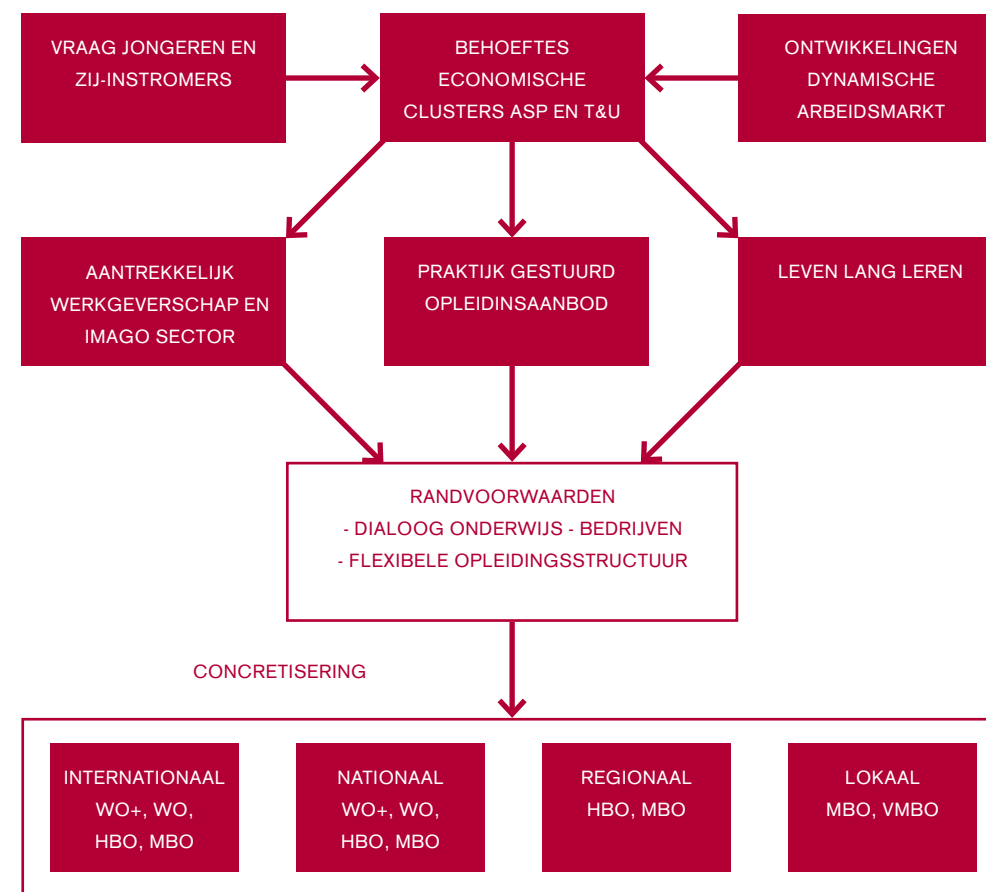 VRAAG JONGEREN EN
ZIJ-INSTROMERS
BEHOEFTES
ECONOMISCHE
CLUSTERS ASP EN T&U
ONTWIKKELINGEN
DYNAMISCHE
ARBEIDSMARKT
AANTREKKELIJK
WERKGEVERSCHAP EN
IMAGO SECTOR
PRAKTIJK GESTUURD
OPLEIDINSAANBOD
LEVEN LANG LEREN
RANDVOORWAARDEN
- DIALOOG ONDERWIJS - BEDRIJVEN
- FLEXIBELE OPLEIDINGSSTRUCTUUR
CONCRETISERING
INTERNATIONAAL
WO+, WO,
HBO, MBO
NATIONAAL
WO+, WO,
HBO, MBO
REGIONAAL
HBO, MBO
LOKAAL
MBO, VMBO